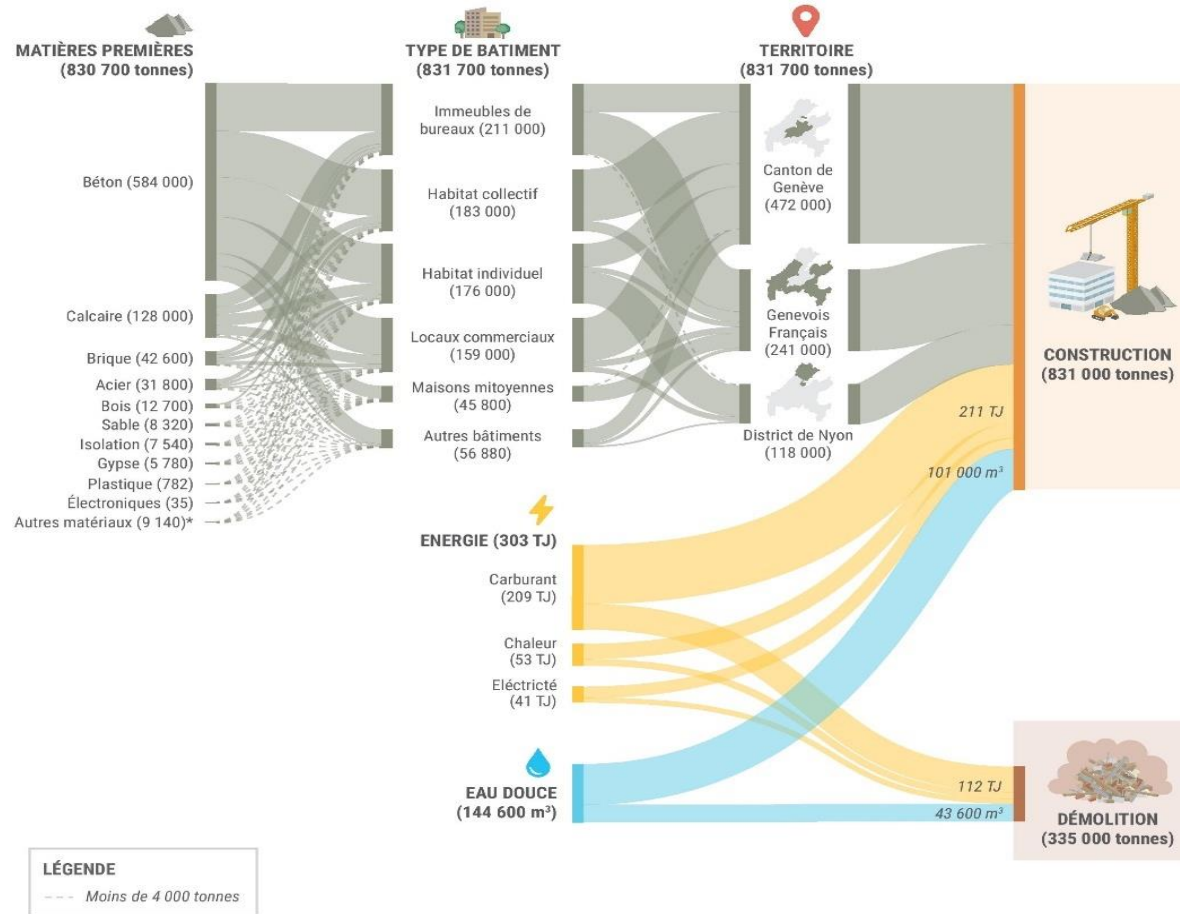 MATIÈRES PREMIÈRES
(830 700 tonnes)
Béton (584 000)
Calcaire (128 000)
Brique (42 600)
Acier (31 800)
Bois (12 700)
Sable (8 320)
Isolation (7 540)
Gypse (5 780)
Plastique (782)
Électroniques (35)
Autres matériaux (9 140)*
TYPE DE BATIMENT
(831 700 tonnes)
Immeubles de
bureaux (211 000)
Habitat collectif
(183 000)
Habitat individuel
(176 000)
Locaux commerciaux
(159 000)
Maisons mitoyennes
(45 800)
Autres bâtiments
(56 880)
TERRITOIRE
(831 700 tonnes)
Canton de
Genève
(472 000)
Genevois
Français
(241 000)
District de Nyon
(118 000)
CONSTRUCTION
(831 000 tonnes)
211 TJ
101 000 m³
ENERGIE (303 TJ)
Carburant
(209 TJ)
Chaleur
(53 TJ)
Eléctricté
(41 TJ)
EAU DOUCE
(144 600 m³)
112 TJ
43 600 m³
DÉMOLITION
(335 000 tonnes)
LÉGENDE
Moins de 4 000 tonnes